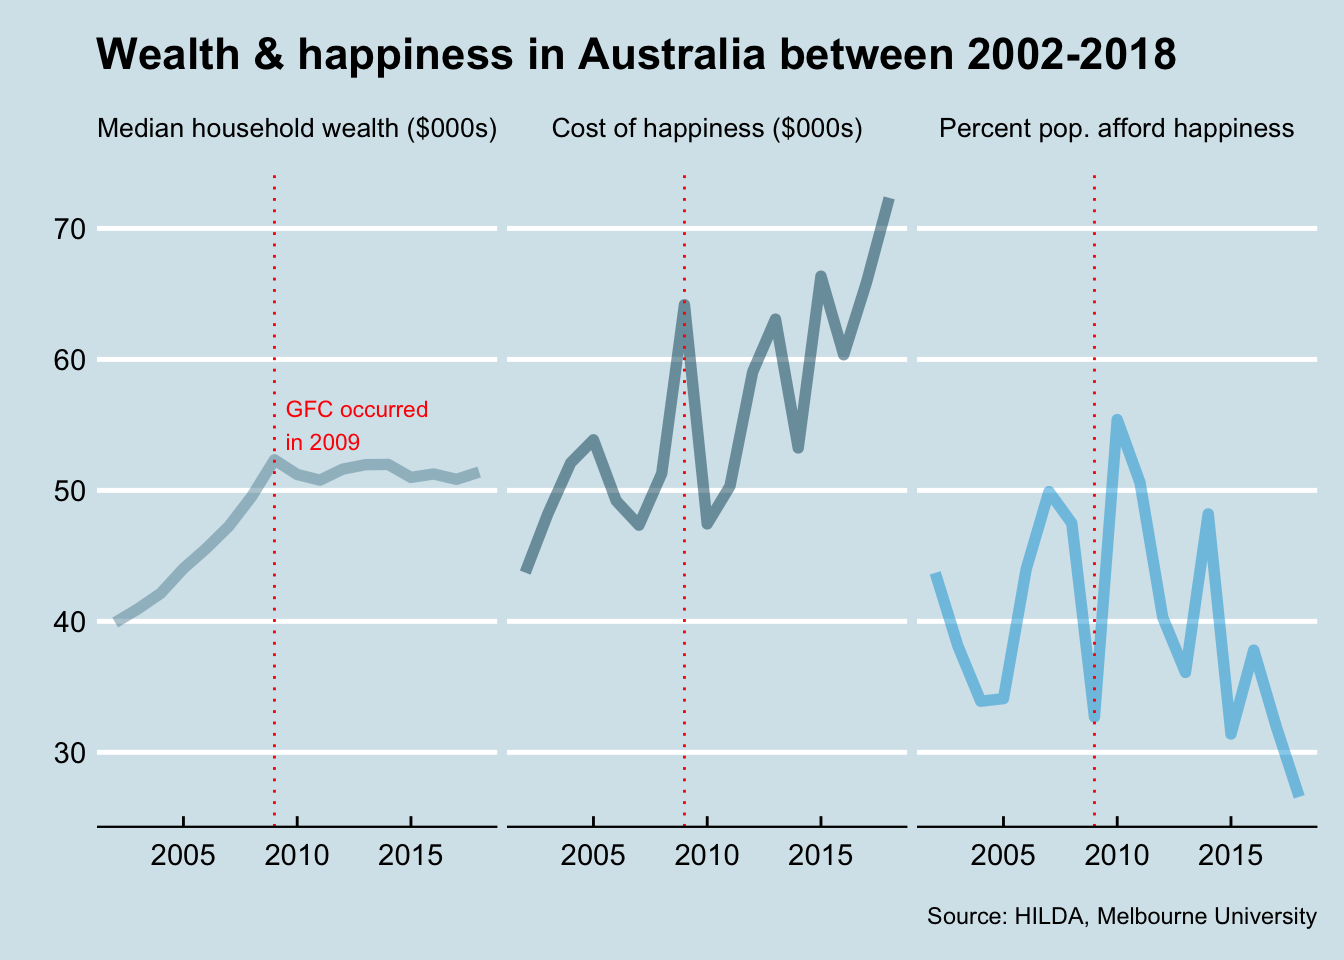 Wealth & happiness in Australia between 2002-2018
Median household wealth ($000s)
Cost of happiness ($000s)
Percent pop. afford happiness
70
60
50
40
30
GFC occurred
in 2009
2005 2010 2015
2005 2010 2015
2005 2010 2015
Source: HILDA, Melbourne University